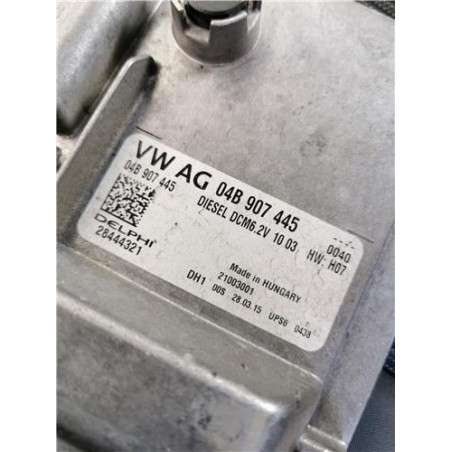 VW AG 04B 907 445
04B 907 445 DIESEL DCM6.2V 10 03 0040
HW: H07
DELPHI
28444321
Made in HUNGARY
21003001
DH1 00S 28.03.15 UPS6 0438